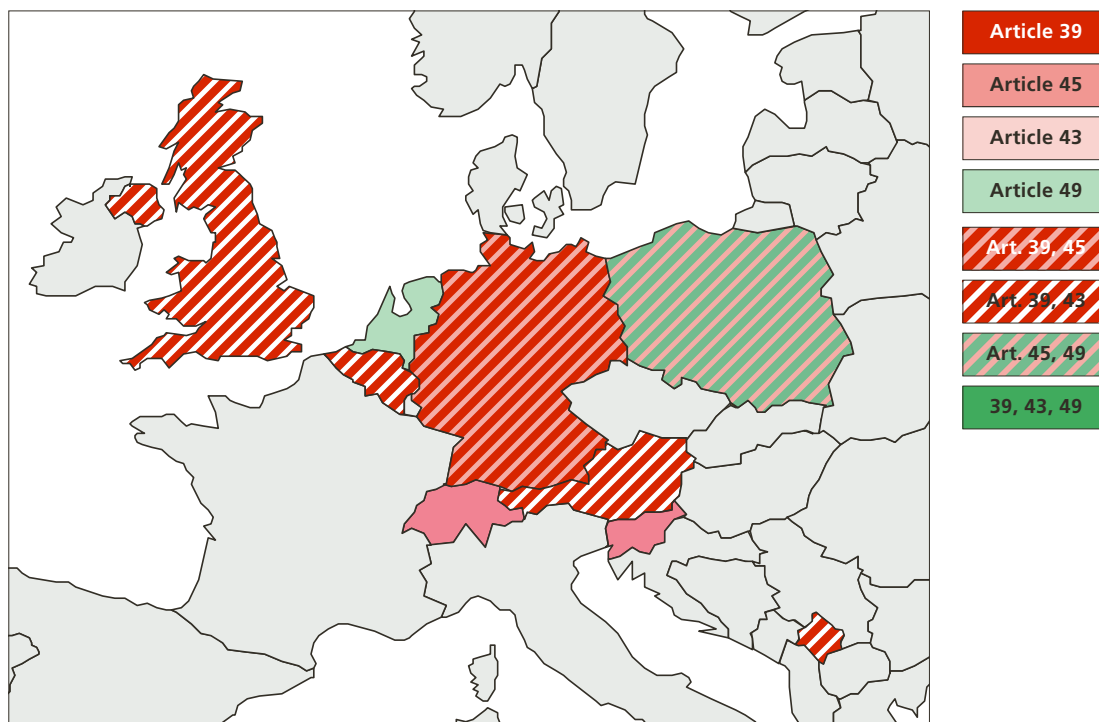 Article 39
Article 45
Article 43
Article 49
Art. 39, 45
Art. 39, 43
Art. 45, 49
39, 43, 49